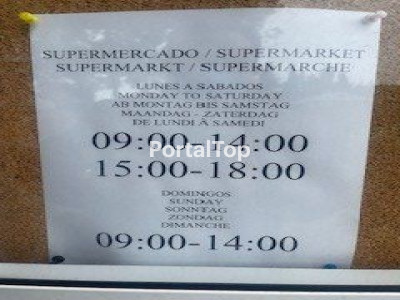 SUPERMERCADO / SUPERMARKET
SUPERMARKT / SUPERMARCHE
LUNES A SABADOS
MONDAY TO SATURDAY
AB MONTAG BIS SAMSTAG
MAANDAG - ZATERDAG
DE LUNDI Á SAMEDI
09:00-14:00
PortalTop
15:00-18:00
DOMINGOS
SUNDAY
SONNTAG
ZONDAG
DIMANCHE
09:00-14:00